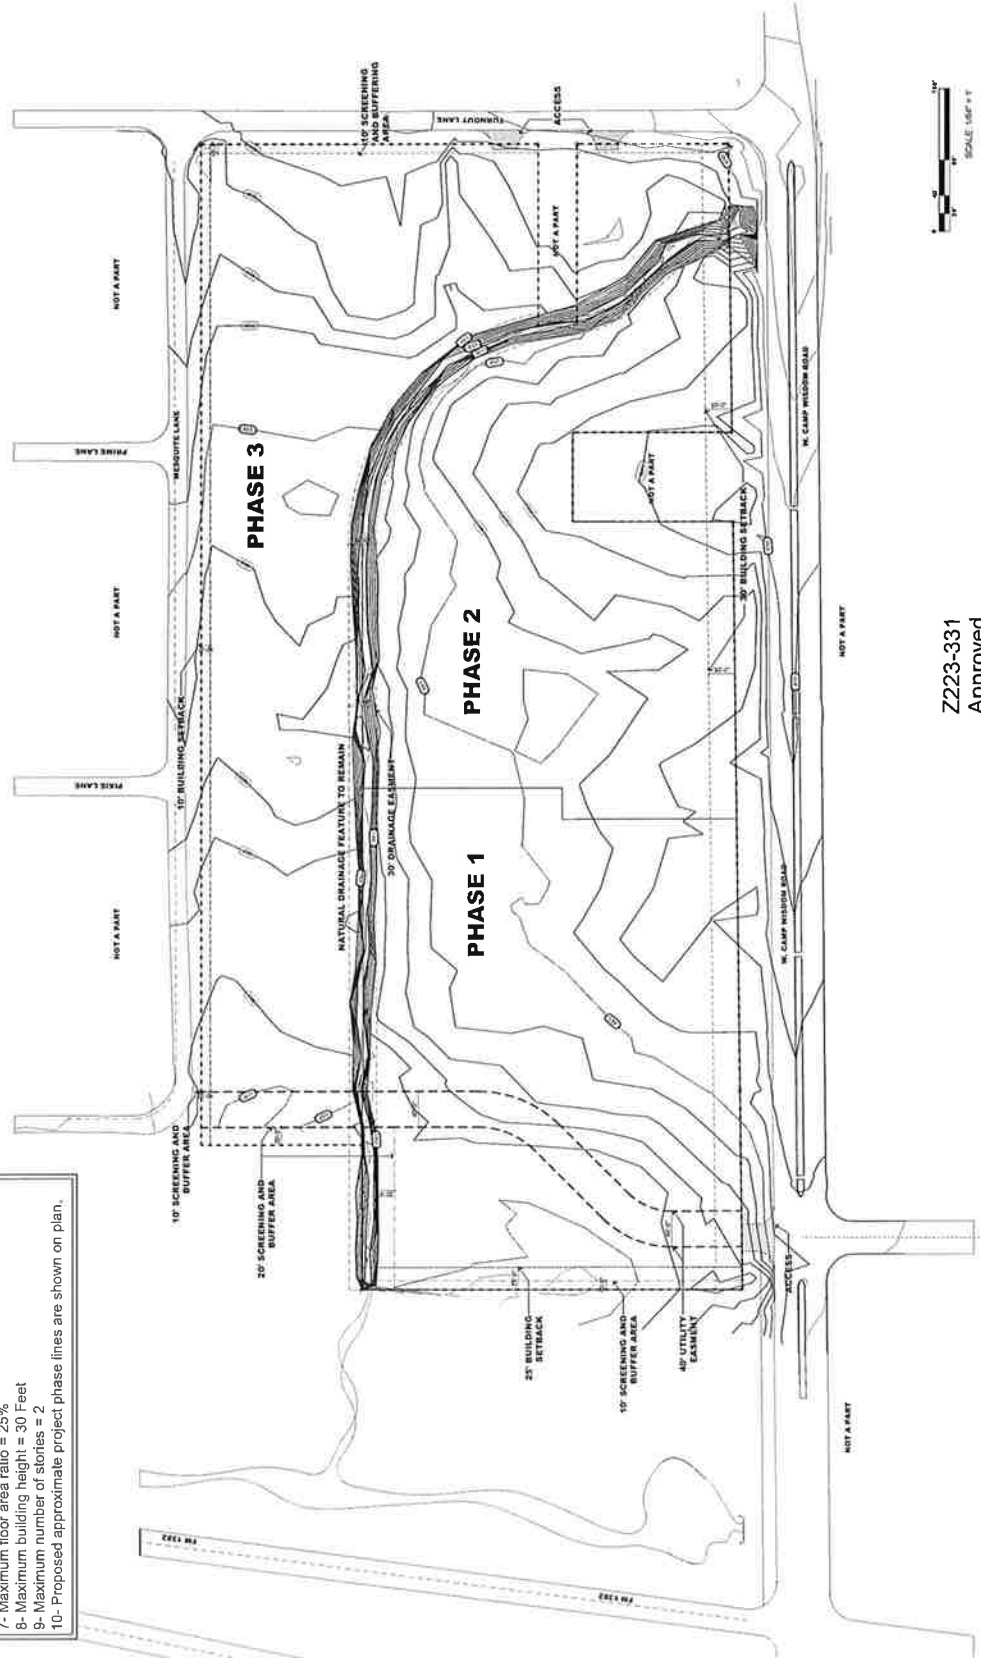 7- Maximum floor area ratio = 25%
8- Maximum building height = 30 Feet
9- Maximum number of stories = 2
10- Proposed approximate project phase lines are shown on plan.
FM 1382
FM 1382
NOT A PART
NOT A PART
NOT A PART
PIXIE LANE
PRIME LANE
MESQUITE LANE
10' SCREENING AND
BUFFER AREA
20' SCREENING AND
BUFFER AREA
10' BUILDING SETBACK
PHASE 3
10' SCREENING
AND BUFFERING
AREA
TURNOUT LANE
ACCESS
NATURAL DRAINAGE FEATURE TO REMAIN
30' DRAINAGE EASMENT
PHASE 1
PHASE 2
NOT A PART
NOT A PART
25' BUILDING
SETBACK
10' SCREENING AND
BUFFER AREA
40' UTILITY
EASMENT
30' BUILDING SETBACK
ACCESS
W. CAMP WISDOM ROAD
W. CAMP WISDOM ROAD
NOT A PART
NOT A PART
Z223-331
Approved
SCALE